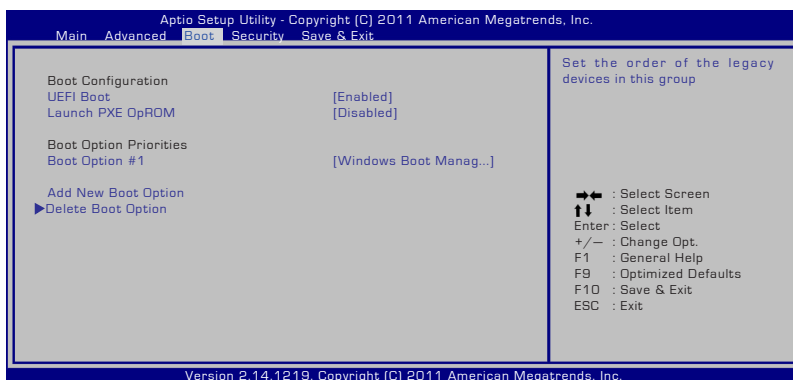 Aptio Setup Utility - Copyright (C) 2011 American Megatrends, Inc.
Main Advanced Boot Security Save & Exit
Boot Configuration
UEFI Boot [Enabled]
Launch PXE OpROM [Disabled]
Boot Option Priorities
Boot Option #1 [Windows Boot Manag...]
Add New Boot Option
▶Delete Boot Option
Set the order of the legacy
devices in this group
→← : Select Screen
↑↓ : Select Item
Enter : Select
+/— : Change Opt.
F1 : General Help
F9 : Optimized Defaults
F10 : Save & Exit
ESC : Exit
Version 2.14.1219. Copyright (C) 2011 American Megatrends, Inc.